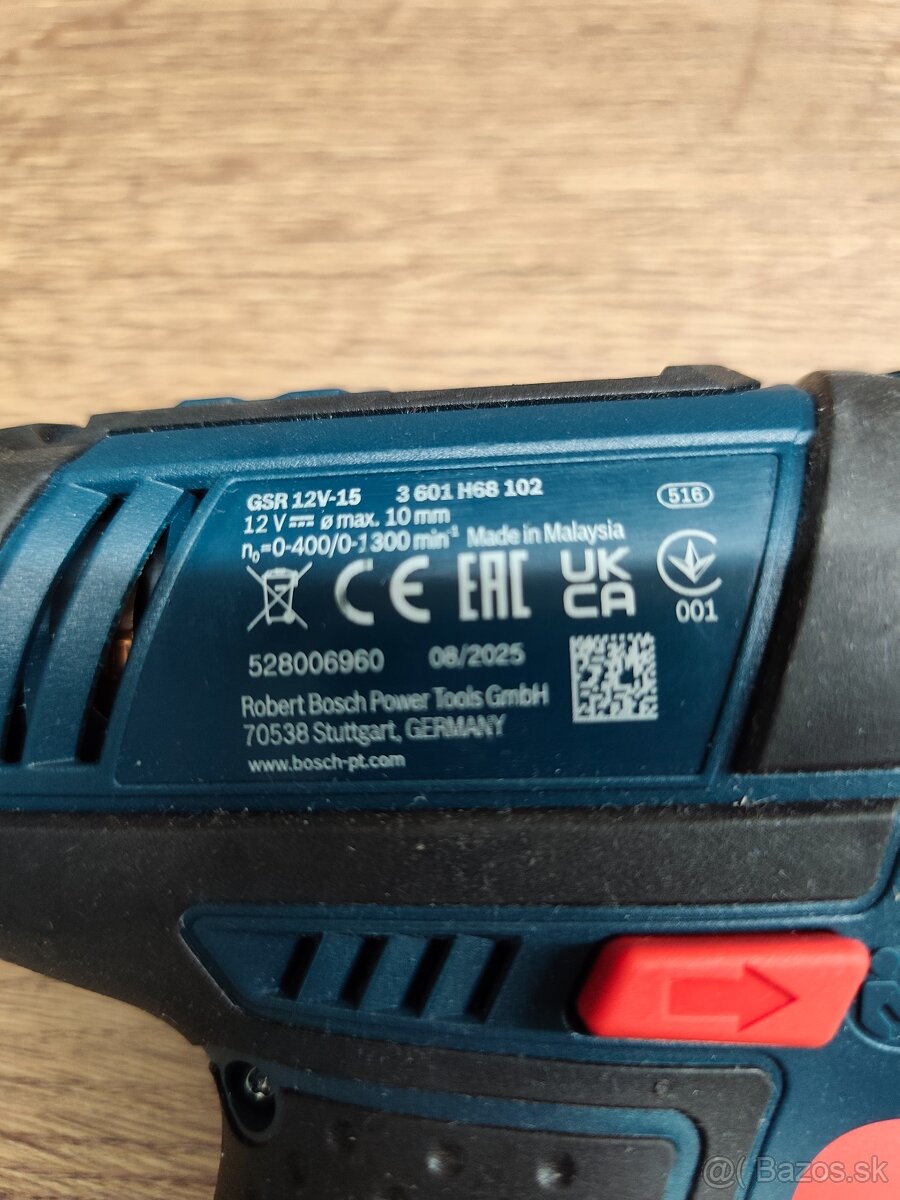 GSR 12V-15 3 601 H68 102 516
12 V ⎓ ø max. 10 mm
n₀=0-400/0-1300 min⁻¹ Made in Malaysia
CE EAC UK CA 001
528006960 08/2025
Robert Bosch Power Tools GmbH
70538 Stuttgart, GERMANY
www.bosch-pt.com
@( Bazos.sk